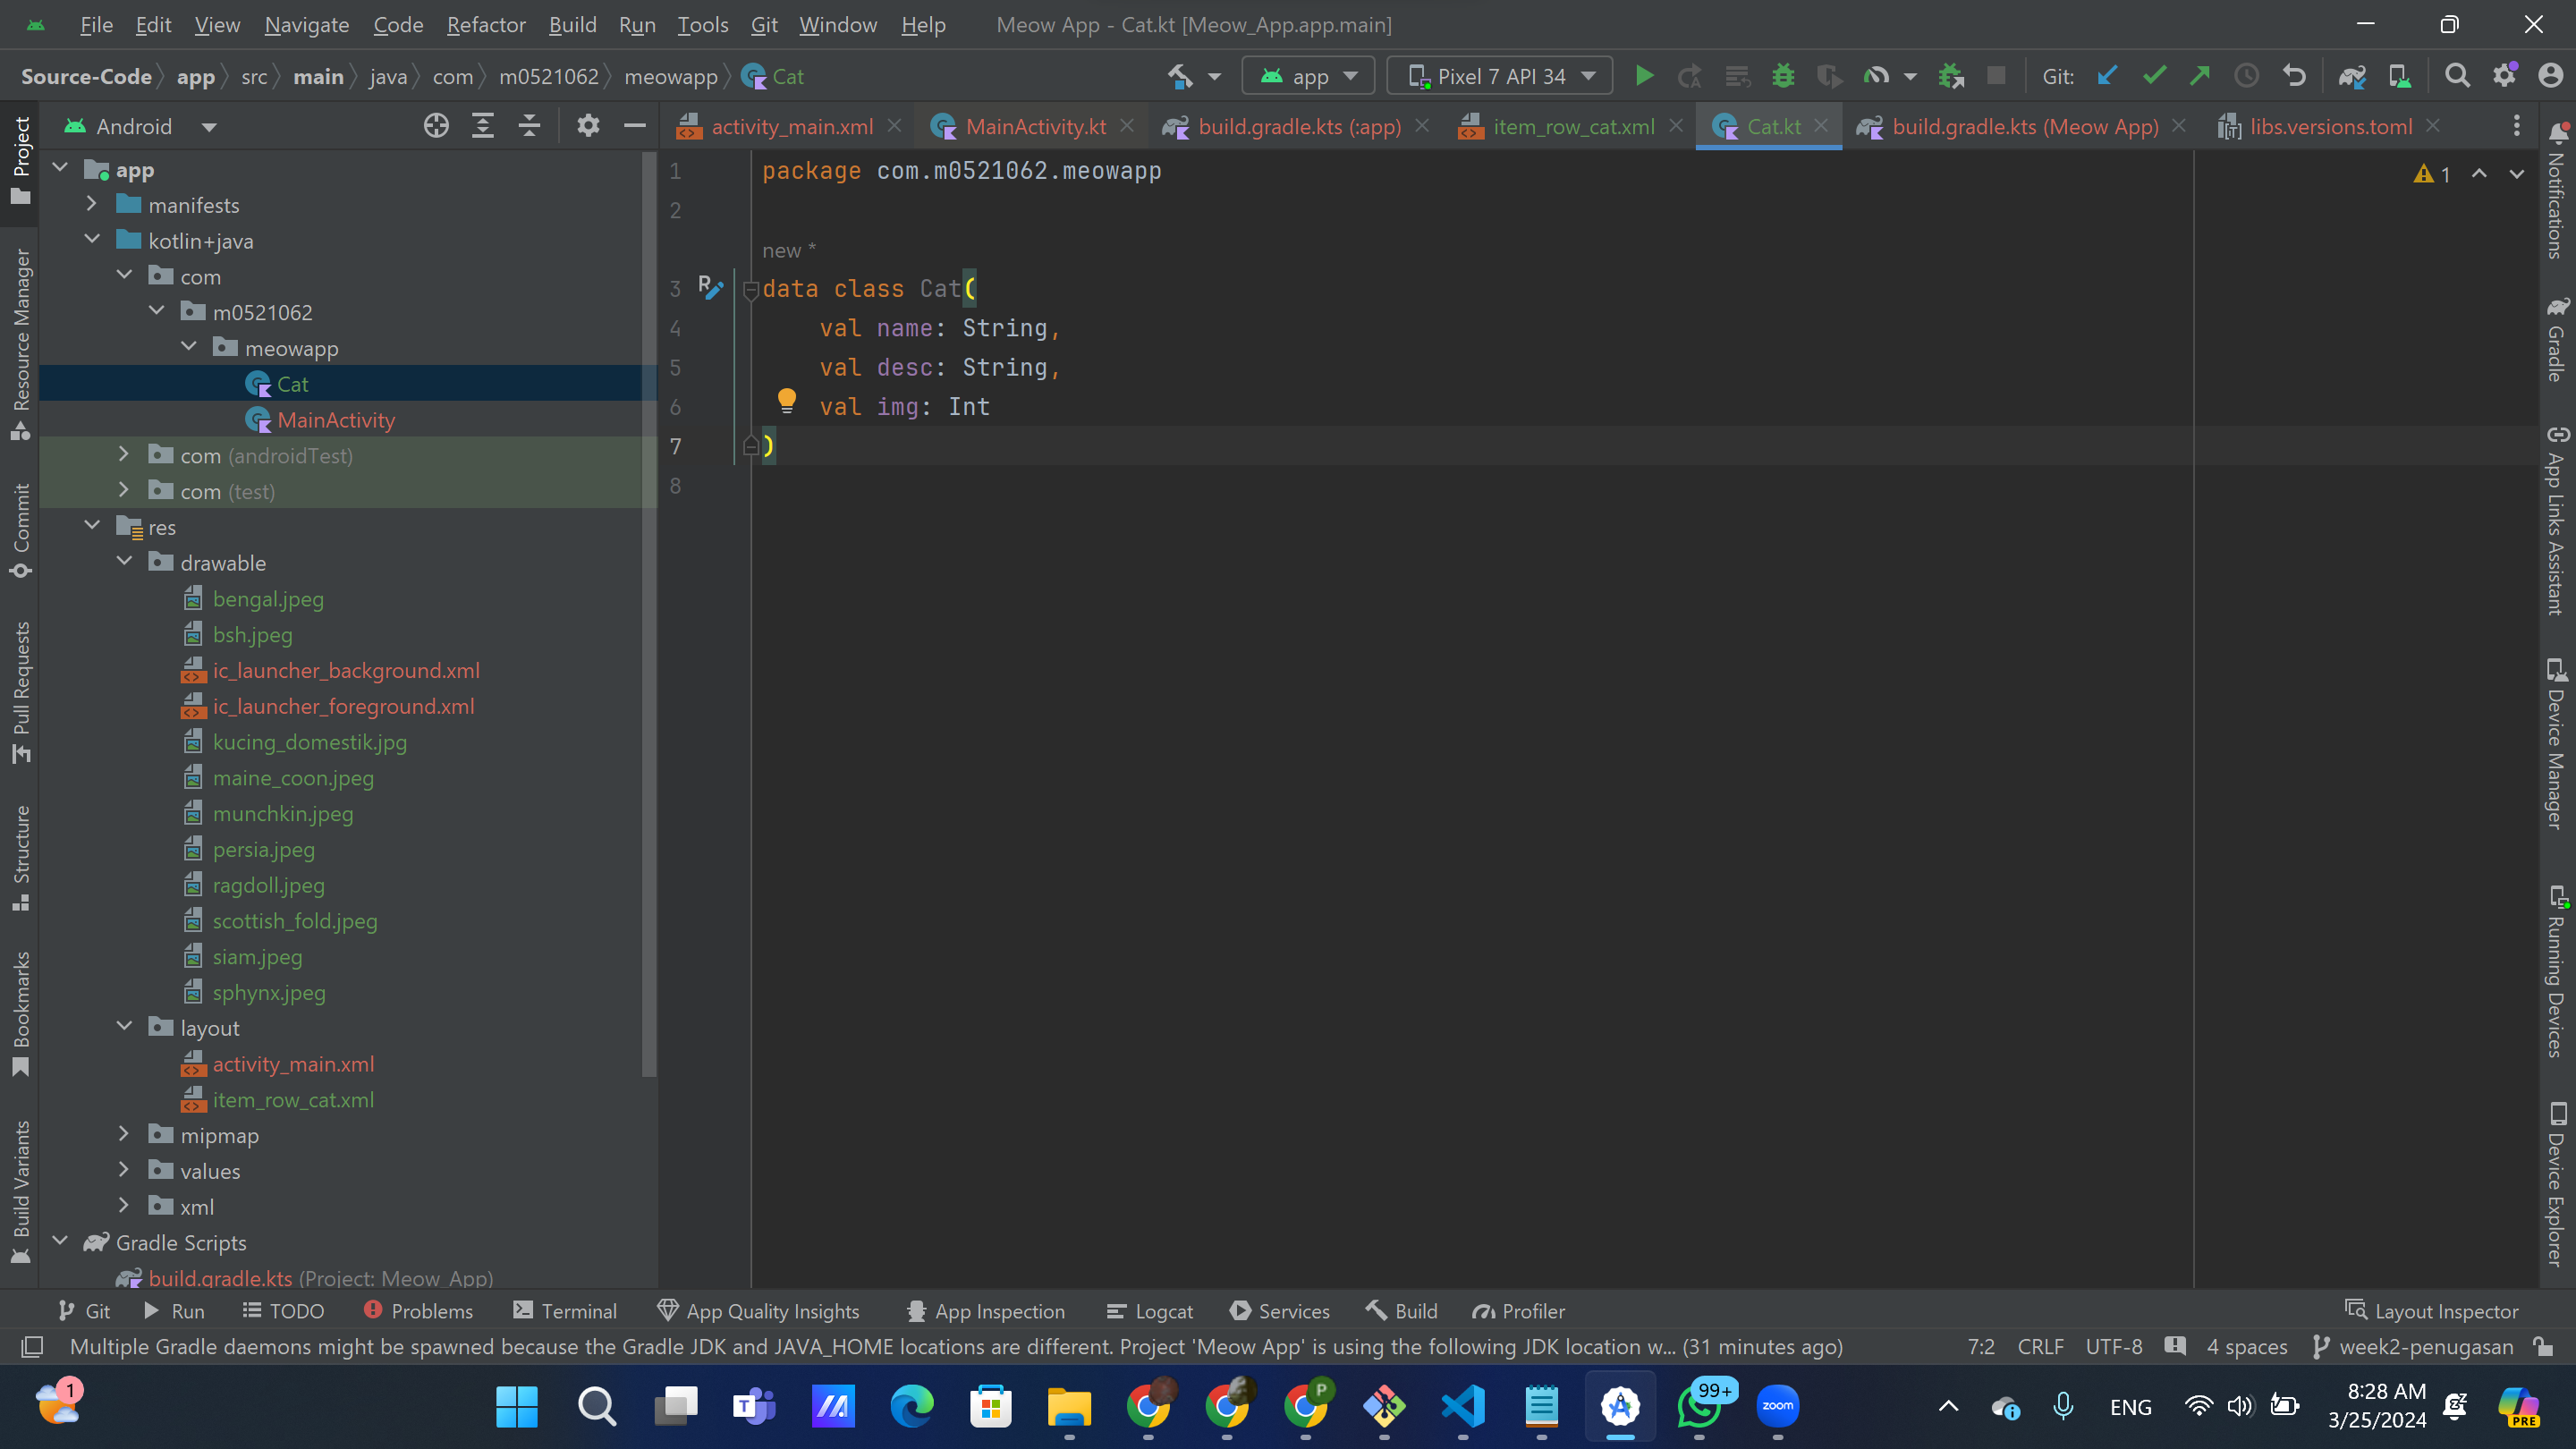 File Edit View Navigate Code Refactor Build Run Tools Git Window Help Meow App - Cat.kt [Meow_App.app.main]
Source-Code app src main java com m0521062 meowapp Cat app Pixel 7 API 34 Git:
Android
activity_main.xml MainActivity.kt build.gradle.kts (:app) item_row_cat.xml Cat.kt build.gradle.kts (Meow App) libs.versions.toml
Project
Resource Manager
Commit
Pull Requests
Structure
Bookmarks
Build Variants
app
manifests
kotlin+java
com
m0521062
meowapp
Cat
MainActivity
com (androidTest)
com (test)
res
drawable
bengal.jpeg
bsh.jpeg
ic_launcher_background.xml
ic_launcher_foreground.xml
kucing_domestik.jpg
maine_coon.jpeg
munchkin.jpeg
persia.jpeg
ragdoll.jpeg
scottish_fold.jpeg
siam.jpeg
sphynx.jpeg
layout
activity_main.xml
item_row_cat.xml
mipmap
values
xml
Gradle Scripts
build.gradle.kts (Project: Meow_App)
1 package com.m0521062.meowapp
2
new *
3 data class Cat(
4 val name: String,
5 val desc: String,
6 val img: Int
7 )
8
1
Notifications
Gradle
App Links Assistant
Device Manager
Running Devices
Device Explorer
Git Run TODO Problems Terminal App Quality Insights App Inspection Logcat Services Build Profiler Layout Inspector
Multiple Gradle daemons might be spawned because the Gradle JDK and JAVA_HOME locations are different. Project 'Meow App' is using the following JDK location w... (31 minutes ago) 7:2 CRLF UTF-8 4 spaces week2-penugasan
1 T P 99+ zoom ENG 8:28 AM
3/25/2024 PRE